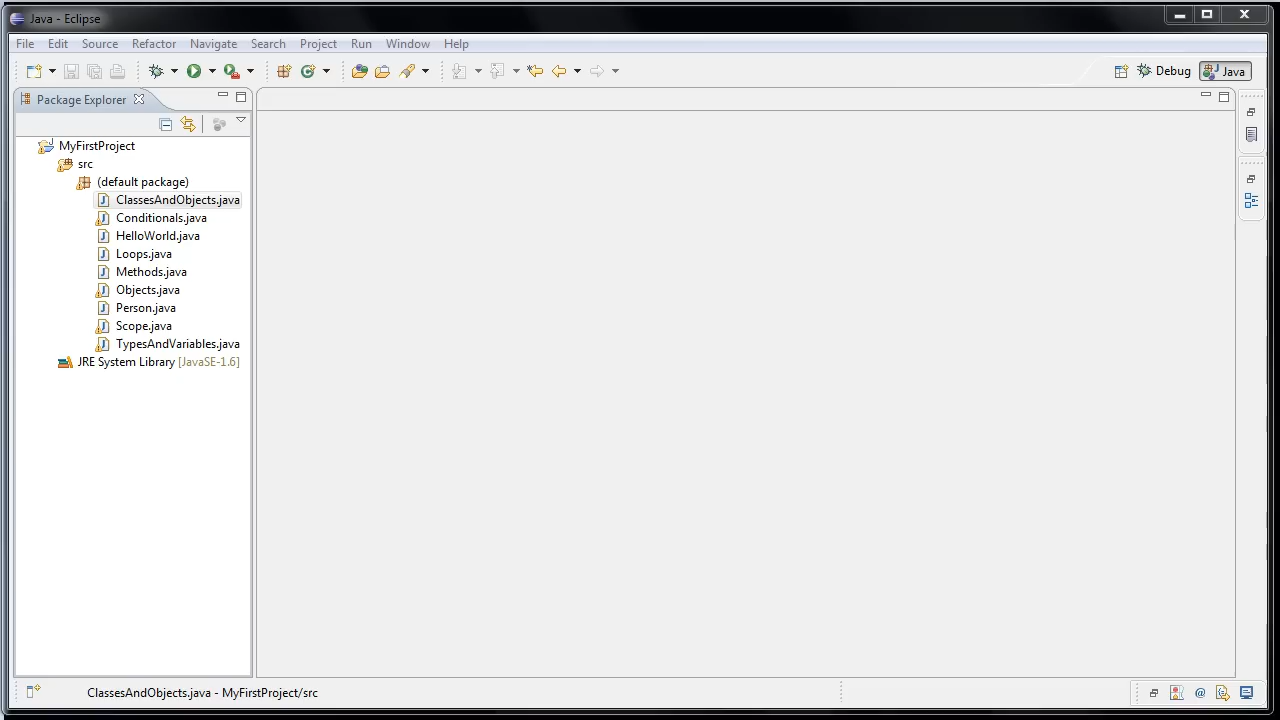 Java - Eclipse
File Edit Source Refactor Navigate Search Project Run Window Help
Debug Java
Package Explorer
MyFirstProject
src
(default package)
ClassesAndObjects.java
Conditionals.java
HelloWorld.java
Loops.java
Methods.java
Objects.java
Person.java
Scope.java
TypesAndVariables.java
JRE System Library [JavaSE-1.6]
ClassesAndObjects.java - MyFirstProject/src